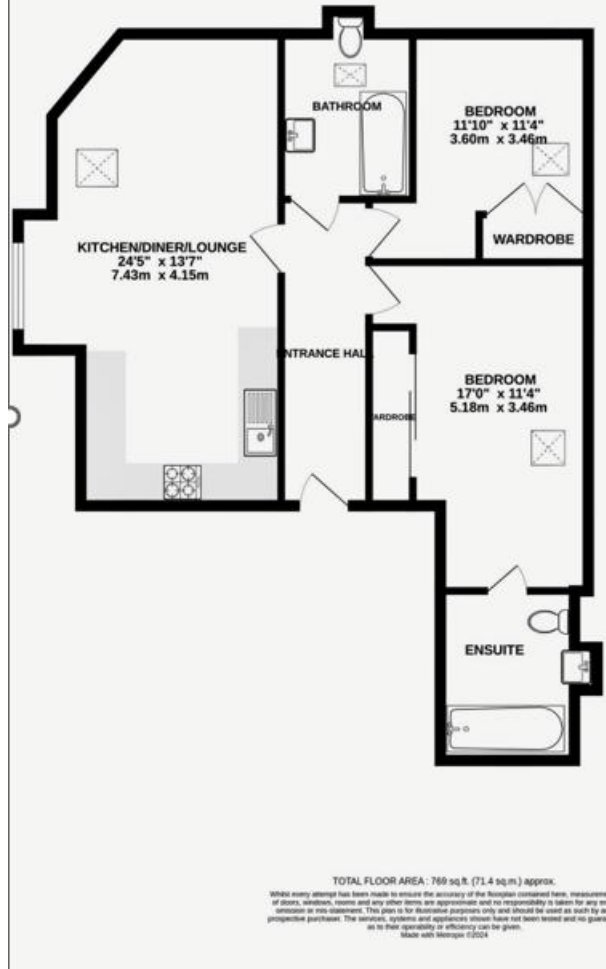 BATHROOM
BEDROOM
11'10" x 11'4"
3.60m x 3.46m
WARDROBE
KITCHEN/DINER/LOUNGE
24'5" x 13'7"
7.43m x 4.15m
ENTRANCE HALL
BEDROOM
17'0" x 11'4"
5.18m x 3.46m
ARDROBE
ENSUITE
TOTAL FLOOR AREA : 769 sq.ft. (71.4 sq.m.) approx.
Whilst every attempt has been made to ensure the accuracy of the floorplan contained here, measureme
of doors, windows, rooms and any other items are approximate and no responsibility is taken for any er
omission or mis-statement. This plan is for illustrative purposes only and should be used as such by a
prospective purchaser. The services, systems and appliances shown have not been tested and no guara
as to their operability or efficiency can be given.
Made with Metropix ©2024